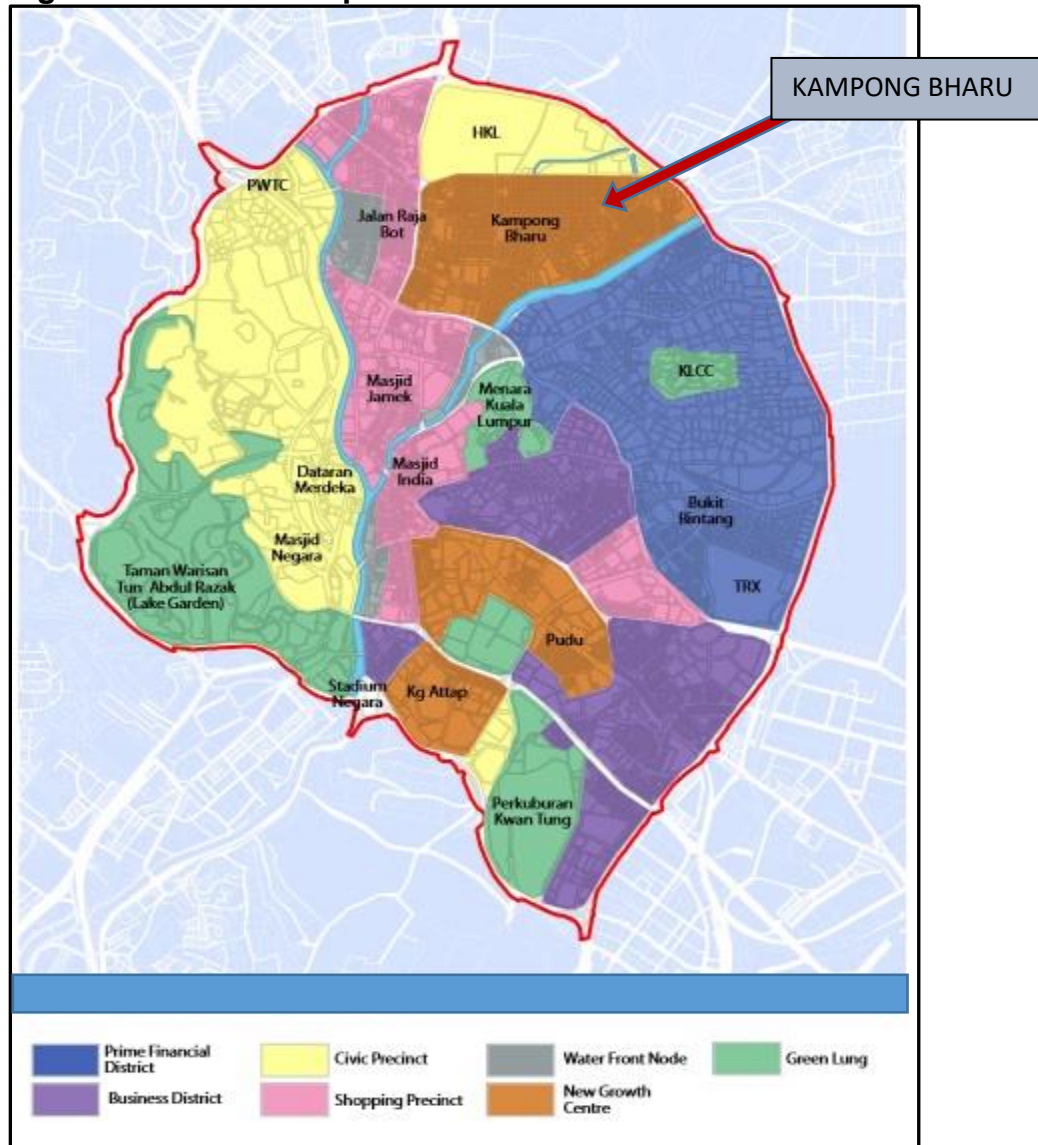 KAMPONG BHARU
HKL
PWTC
Jalan Raja
Bot
Kampong
Bharu
KLCC
Masjid
Jamek
Menara
Kuala
Lumpur
Masjid
India
Dataran
Merdeka
Bukit
Bintang
Masjid
Negara
Taman Warisan
Tun Abdul Razak
(Lake Garden)
TRX
Pudu
Stadium
Negara
Kg Attap
Perkuburan
Kwan Tung
Prime Financial
District
Civic Precinct
Water Front Node
Green Lung
Business District
Shopping Precinct
New Growth
Centre